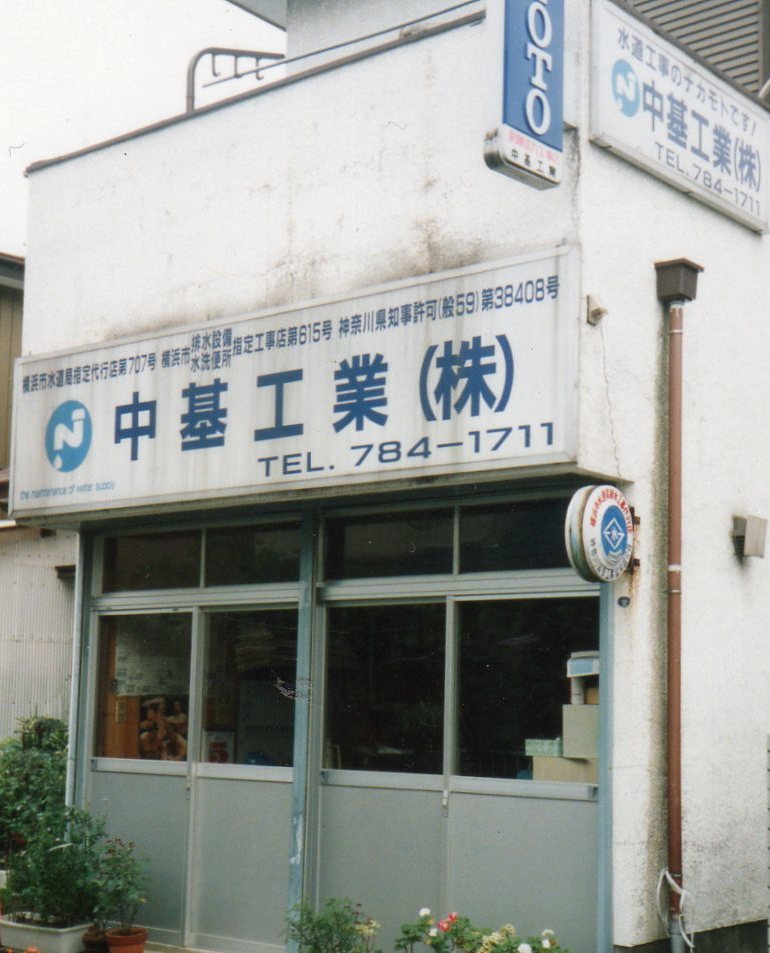 TOTO
中基工業
水道工事のナカモトです!
中基工業(株)
TEL.784-1711
横浜市水道局指定代行店第707号 横浜市排水設備水洗便所指定工事店第615号 神奈川県知事許可(般59)第38408号
N
中基工業(株)
TEL. 784-1711
the maintenance of water supply
水